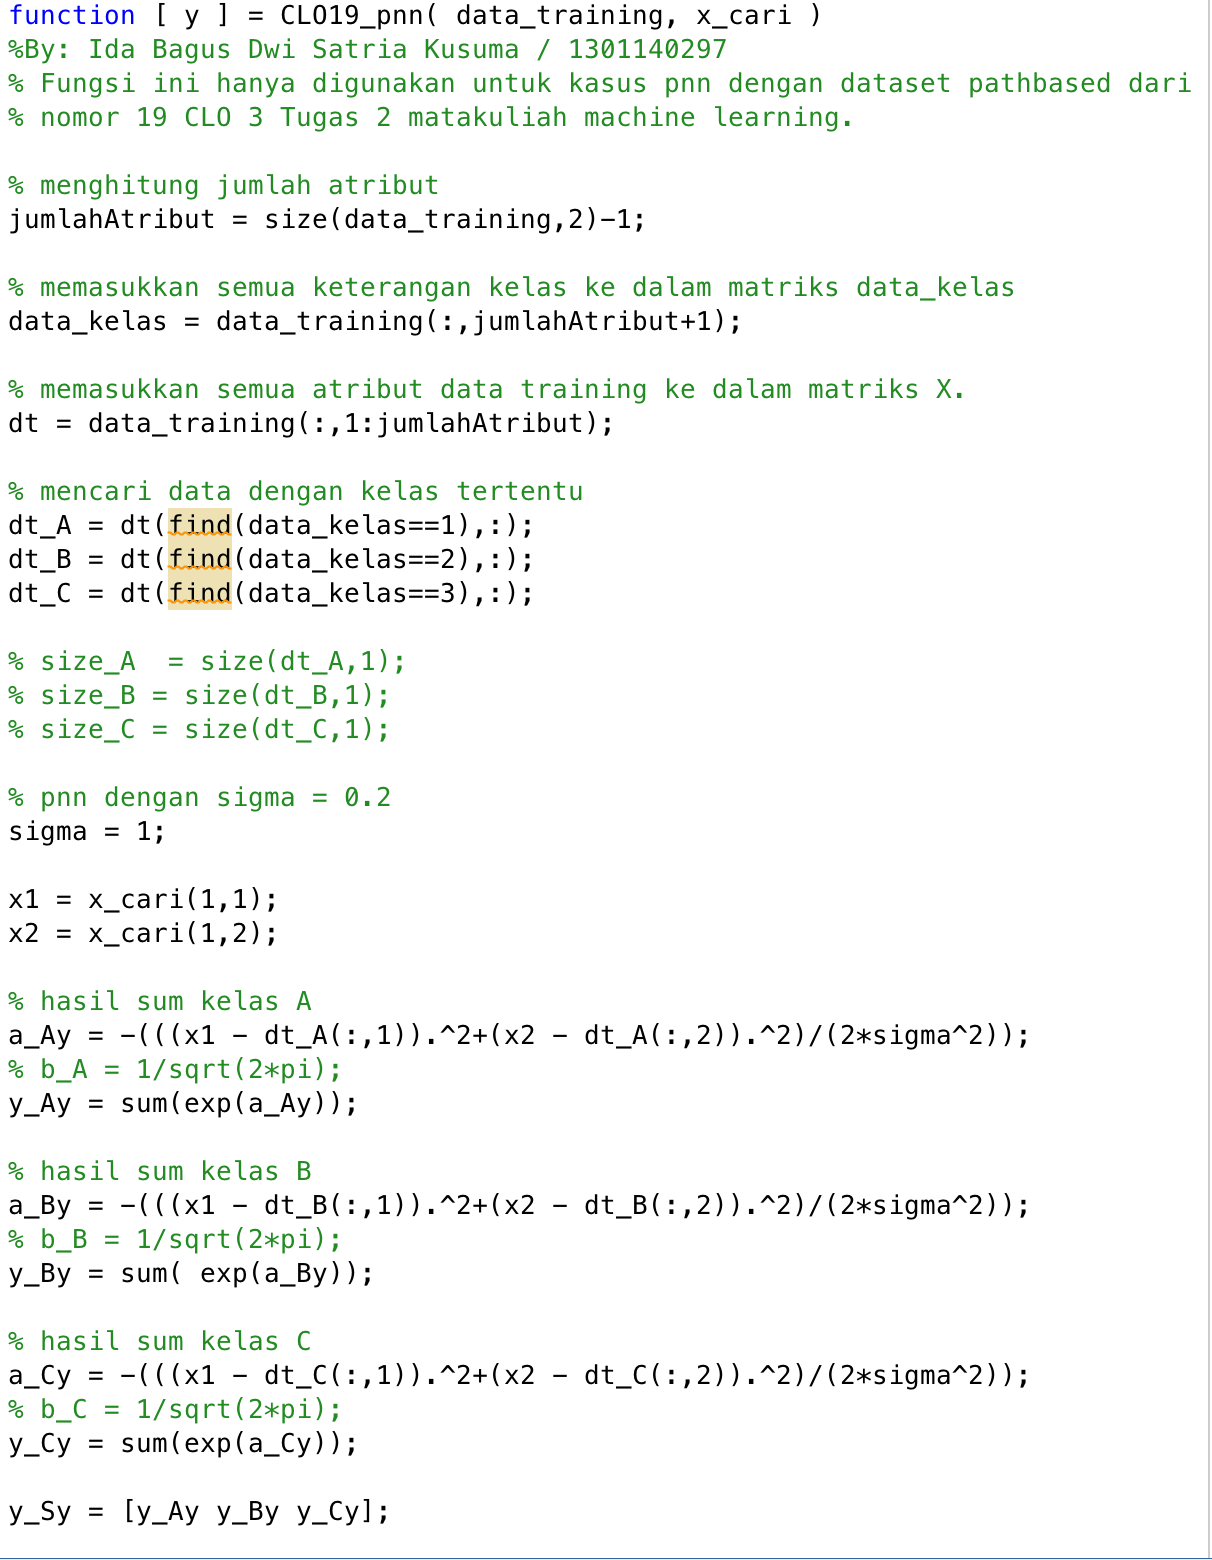 function [ y ] = CLO19_pnn( data_training, x_cari )
%By: Ida Bagus Dwi Satria Kusuma / 1301140297
% Fungsi ini hanya digunakan untuk kasus pnn dengan dataset pathbased dari
% nomor 19 CLO 3 Tugas 2 matakuliah machine learning.
% menghitung jumlah atribut
jumlahAtribut = size(data_training,2)-1;
% memasukkan semua keterangan kelas ke dalam matriks data_kelas
data_kelas = data_training(:,jumlahAtribut+1);
% memasukkan semua atribut data training ke dalam matriks X.
dt = data_training(:,1:jumlahAtribut);
% mencari data dengan kelas tertentu
dt_A = dt(find(data_kelas==1),:);
dt_B = dt(find(data_kelas==2),:);
dt_C = dt(find(data_kelas==3),:);
% size_A  = size(dt_A,1);
% size_B = size(dt_B,1);
% size_C = size(dt_C,1);
% pnn dengan sigma = 0.2
sigma = 1;
x1 = x_cari(1,1);
x2 = x_cari(1,2);
% hasil sum kelas A
a_Ay = -(((x1 - dt_A(:,1)).^2+(x2 - dt_A(:,2)).^2)/(2*sigma^2));
% b_A = 1/sqrt(2*pi);
y_Ay = sum(exp(a_Ay));
% hasil sum kelas B
a_By = -(((x1 - dt_B(:,1)).^2+(x2 - dt_B(:,2)).^2)/(2*sigma^2));
% b_B = 1/sqrt(2*pi);
y_By = sum( exp(a_By));
% hasil sum kelas C
a_Cy = -(((x1 - dt_C(:,1)).^2+(x2 - dt_C(:,2)).^2)/(2*sigma^2));
% b_C = 1/sqrt(2*pi);
y_Cy = sum(exp(a_Cy));
y_Sy = [y_Ay y_By y_Cy];